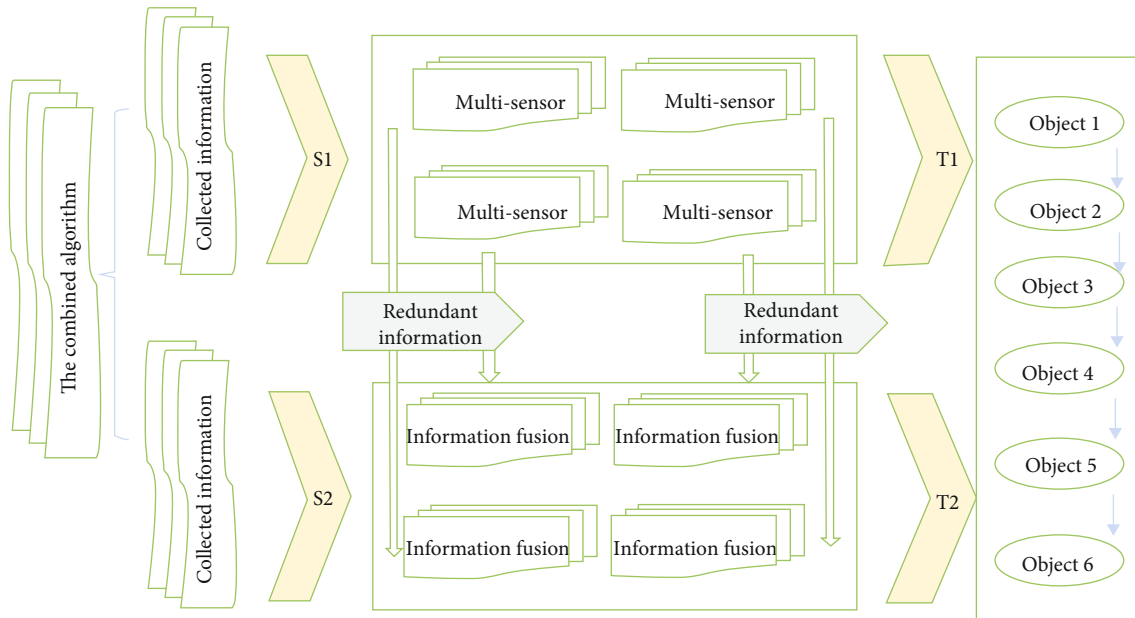 The combined algorithm
Collected information
Collected information
S1
S2
Multi-sensor
Multi-sensor
Multi-sensor
Multi-sensor
Redundant
information
Redundant
information
Information fusion
Information fusion
Information fusion
Information fusion
T1
T2
Object 1
Object 2
Object 3
Object 4
Object 5
Object 6